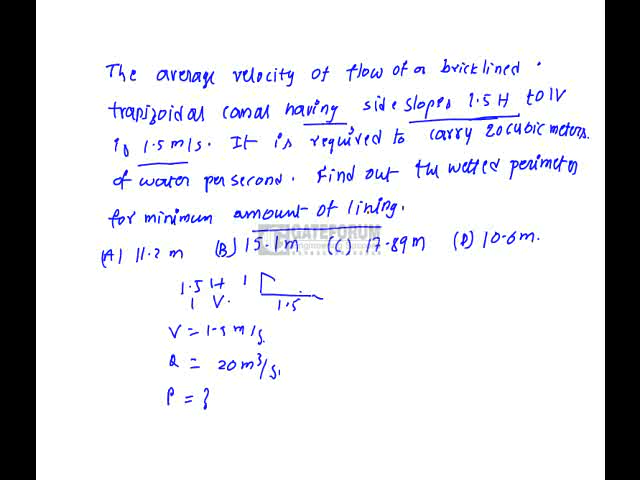 The average velocity of flow of a bricklined
trapizoidal canal having side slopes 1.5 H to 1V
is 1.5 m/s. It is required to carry 20 cubic meters
of water per second. Find out the wetted perimeter
for minimum amount of lining.
GATEFORUM
(A) 11.2 m (B) 15.1 m (C) 17.89 m (D) 10.6 m.
1.5 H 1
1 V. 1.5
V = 1.5 m/s.
Q = 20 m³/s.
P = ?